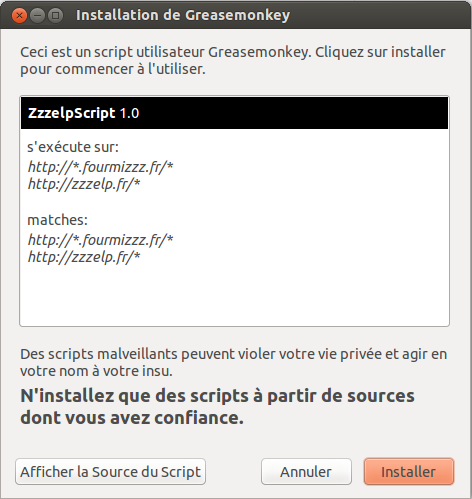 Installation de Greasemonkey
Ceci est un script utilisateur Greasemonkey. Cliquez sur installer
pour commencer à l'utiliser.
ZzzelpScript 1.0
s'exécute sur:
http://*.fourmizzz.fr/*
http://zzzelp.fr/*
matches:
http://*.fourmizzz.fr/*
http://zzzelp.fr/*
Des scripts malveillants peuvent violer votre vie privée et agir en
votre nom à votre insu.
N'installez que des scripts à partir de sources
dont vous avez confiance.
Afficher la Source du Script
Annuler
Installer